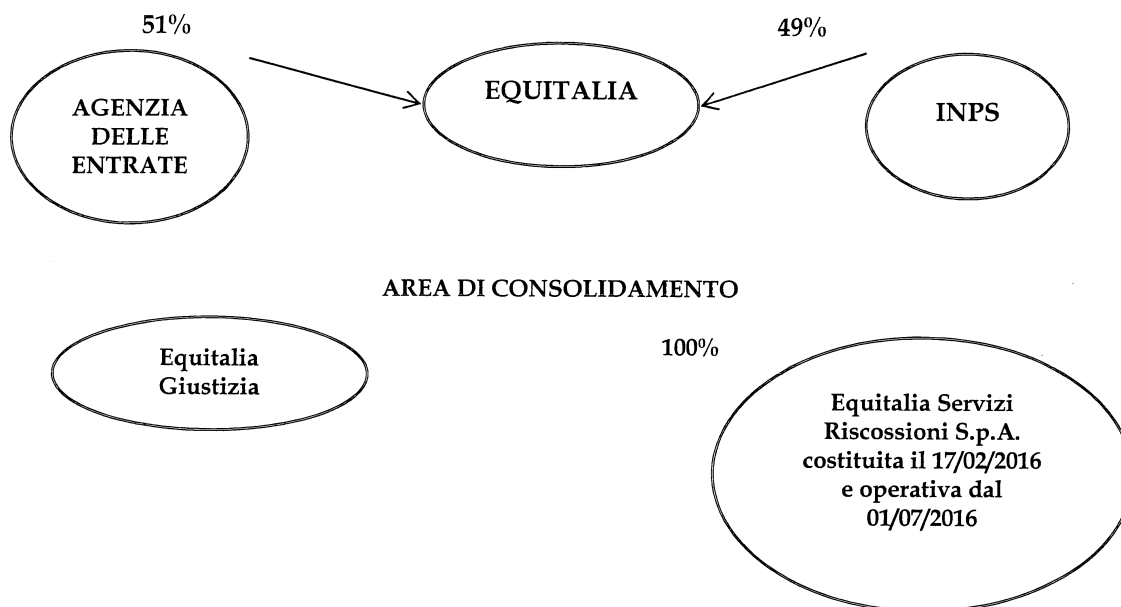 51%
49%
AGENZIA
DELLE
ENTRATE
EQUITALIA
INPS
AREA DI CONSOLIDAMENTO
Equitalia
Giustizia
100%
Equitalia Servizi
Riscossioni S.p.A.
costituita il 17/02/2016
e operativa dal
01/07/2016